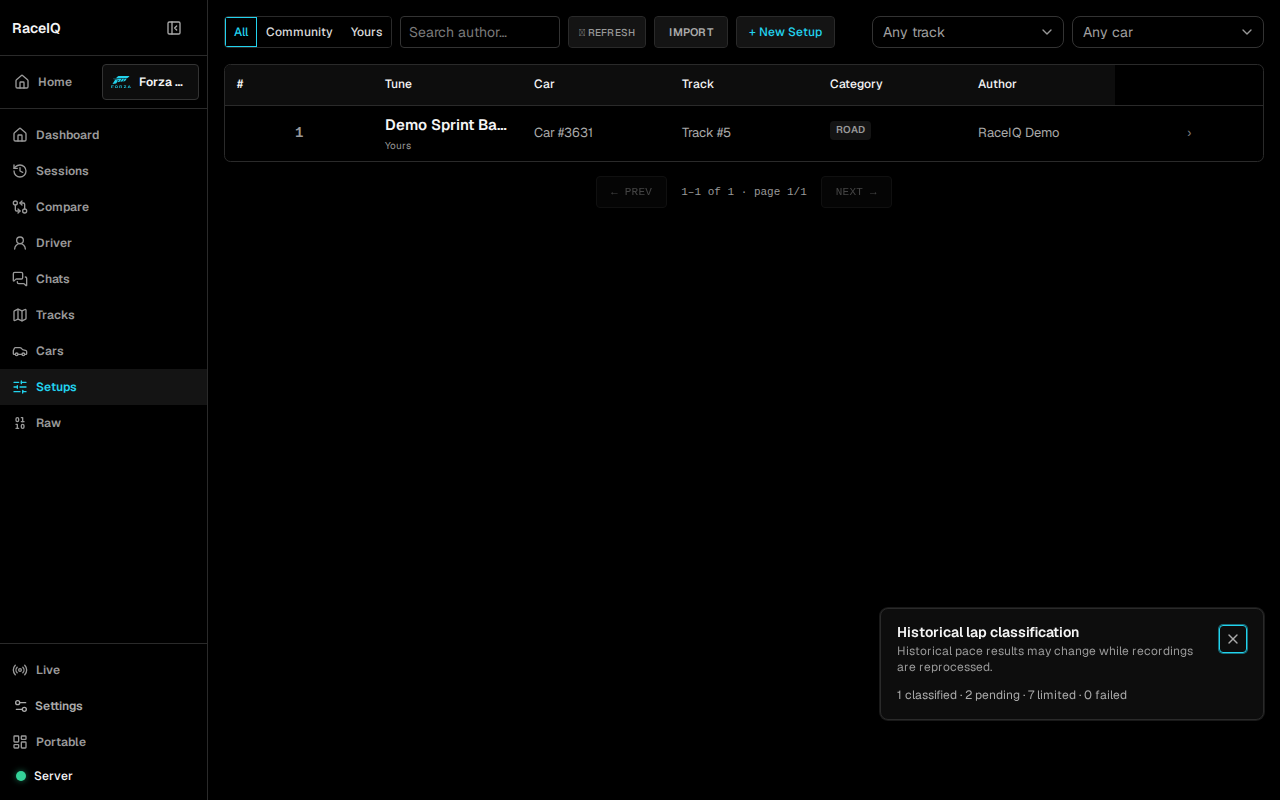 RaceIQ
All
Community
Yours
Search author...
REFRESH
IMPORT
+ New Setup
Any track
Any car
Home
FORZA
Forza ...
Dashboard
Sessions
Compare
Driver
Chats
Tracks
Cars
Setups
Raw
# Tune Car Track Category Author
1 Demo Sprint Ba... Car #3631 Track #5 ROAD RaceIQ Demo ›
Yours
← PREV 1–1 of 1 · page 1/1 NEXT →
Historical lap classification
Historical pace results may change while recordings
are reprocessed.
1 classified · 2 pending · 7 limited · 0 failed
Live
Settings
Portable
Server